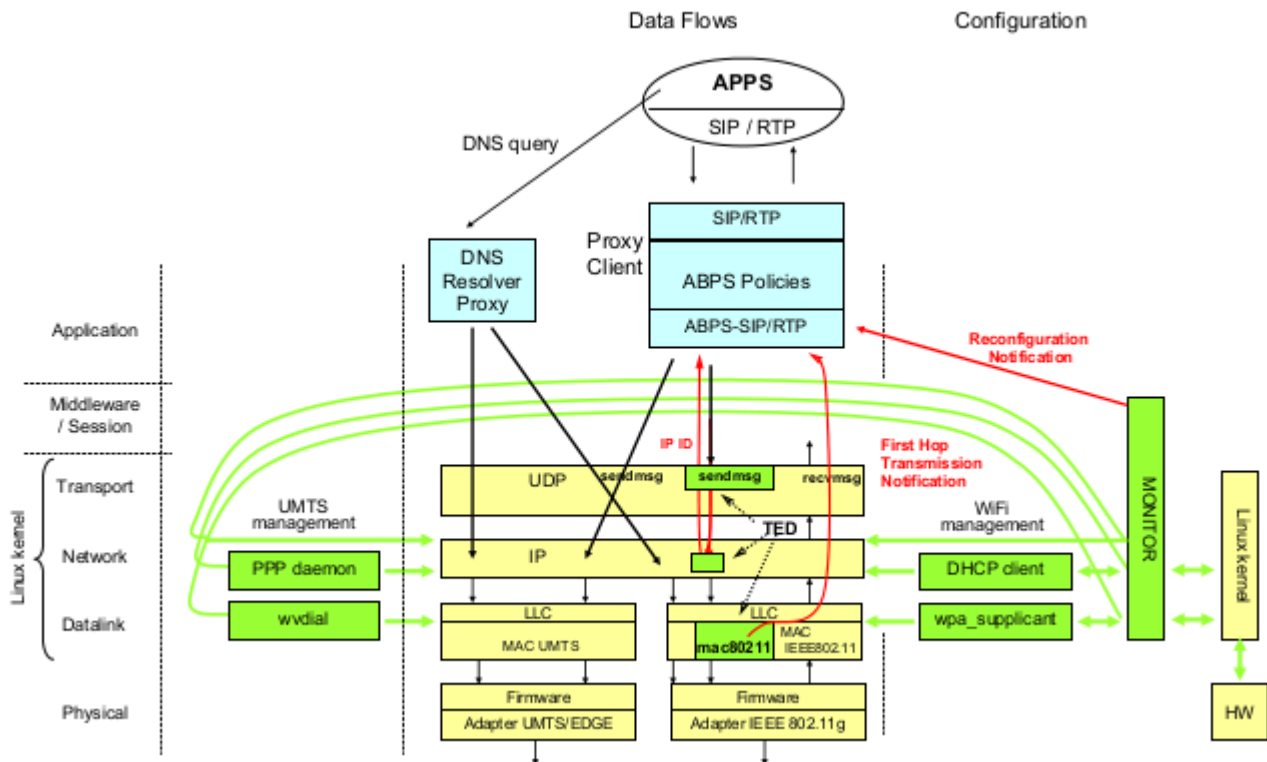 Data Flows
Configuration
APPS
SIP / RTP
DNS query
SIP/RTP
Proxy
Client
ABPS Policies
ABPS-SIP/RTP
DNS
Resolver
Proxy
Application
Reconfiguration
Notification
Middleware
/ Session
IP ID
First Hop
Transmission
Notification
Linux kernel
Transport
UDP
sendmsg
sendmsg
recvmsg
UMTS
management
TED
WiFi
management
MONITOR
Linux kernel
Network
PPP daemon
IP
DHCP client
Datalink
wvdial
LLC
MAC UMTS
LLC
mac80211
MAC
IEEE802.11
wpa_supplicant
Physical
Firmware
Adapter UMTS/EDGE
Firmware
Adapter IEEE 802.11g
HW